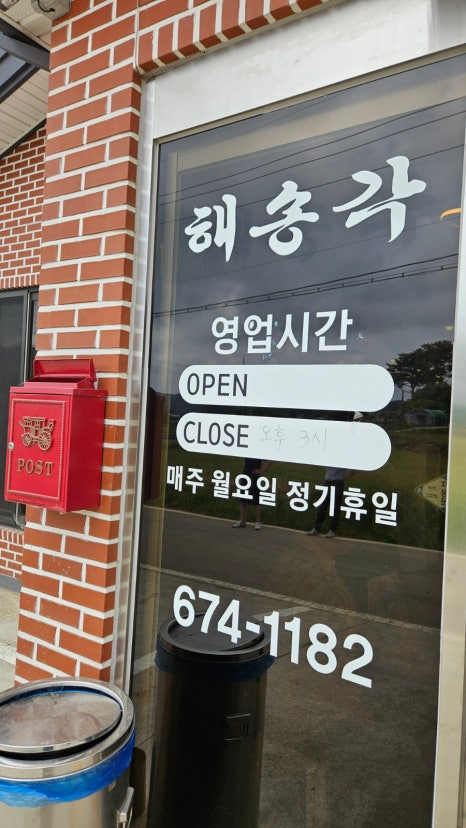 해송각
영업시간
OPEN
CLOSE 오후 3시
매주 월요일 정기휴일
POST
674-1182